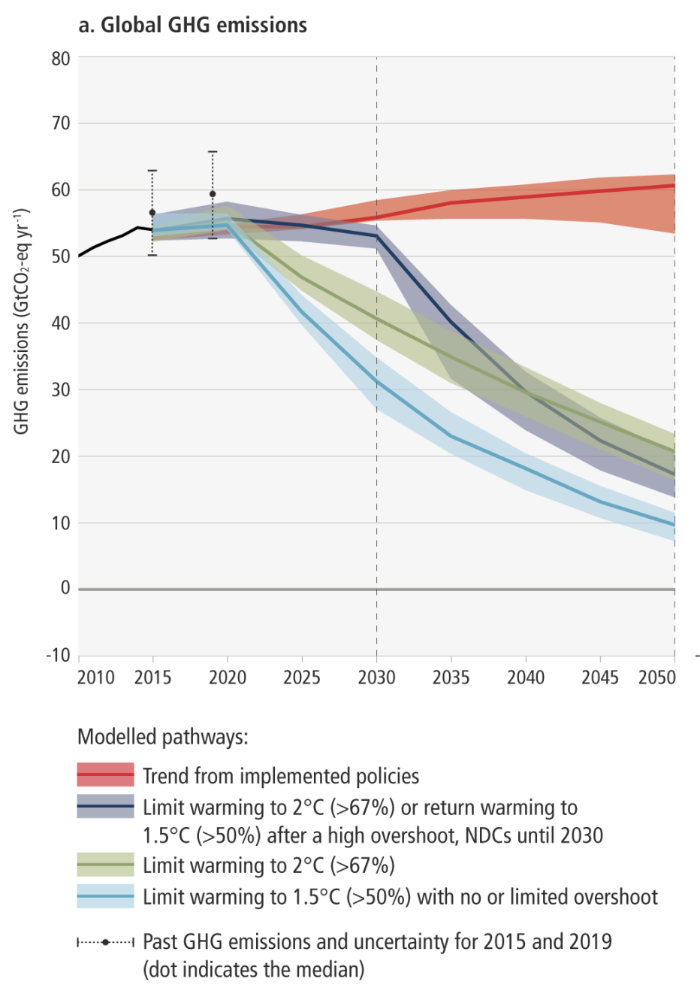 a. Global GHG emissions
80
70
60
50
40
30
20
10
0
-10
GHG emissions (GtCO₂-eq yr⁻¹)
2010 2015 2020 2025 2030 2035 2040 2045 2050
-
Modelled pathways:
Trend from implemented policies
Limit warming to 2°C (>67%) or return warming to
1.5°C (>50%) after a high overshoot, NDCs until 2030
Limit warming to 2°C (>67%)
Limit warming to 1.5°C (>50%) with no or limited overshoot
Past GHG emissions and uncertainty for 2015 and 2019
(dot indicates the median)